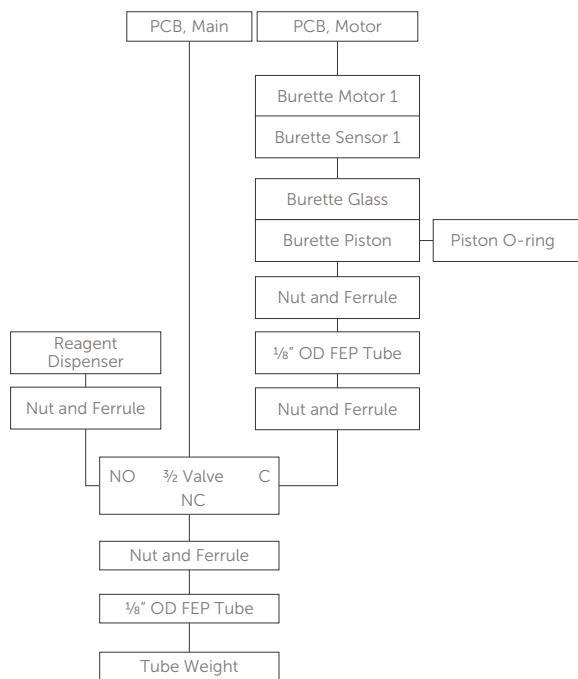 PCB, Main
PCB, Motor
Burette Motor 1
Burette Sensor 1
Burette Glass
Burette Piston
Piston O-ring
Nut and Ferrule
⅛" OD FEP Tube
Nut and Ferrule
Reagent
Dispenser
Nut and Ferrule
NO 3⁄2 Valve C
NC
Nut and Ferrule
⅛" OD FEP Tube
Tube Weight